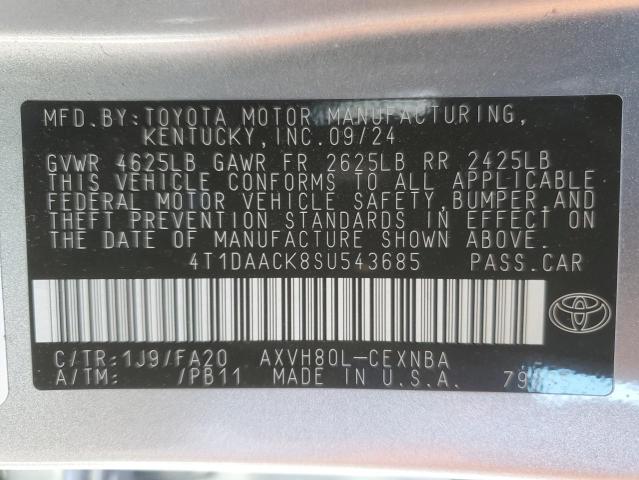 MFD.BY:TOYOTA MOTOR MANUFACTURING,
KENTUCKY,INC.09/24
GVWR 4625LB GAWR FR 2625LB RR 2425LB
THIS VEHICLE CONFORMS TO ALL APPLICABLE
FEDERAL MOTOR VEHICLE SAFETY,BUMPER,AND
THEFT PREVENTION STANDARDS IN EFFECT ON
THE DATE OF MANUFACTURE SHOWN ABOVE.
4T1DAACK8SU543685 PASS.CAR
C/TR:1J9/FA20 AXVH80L-CEXNBA
A/TM: /PB11 MADE IN U.S.A.